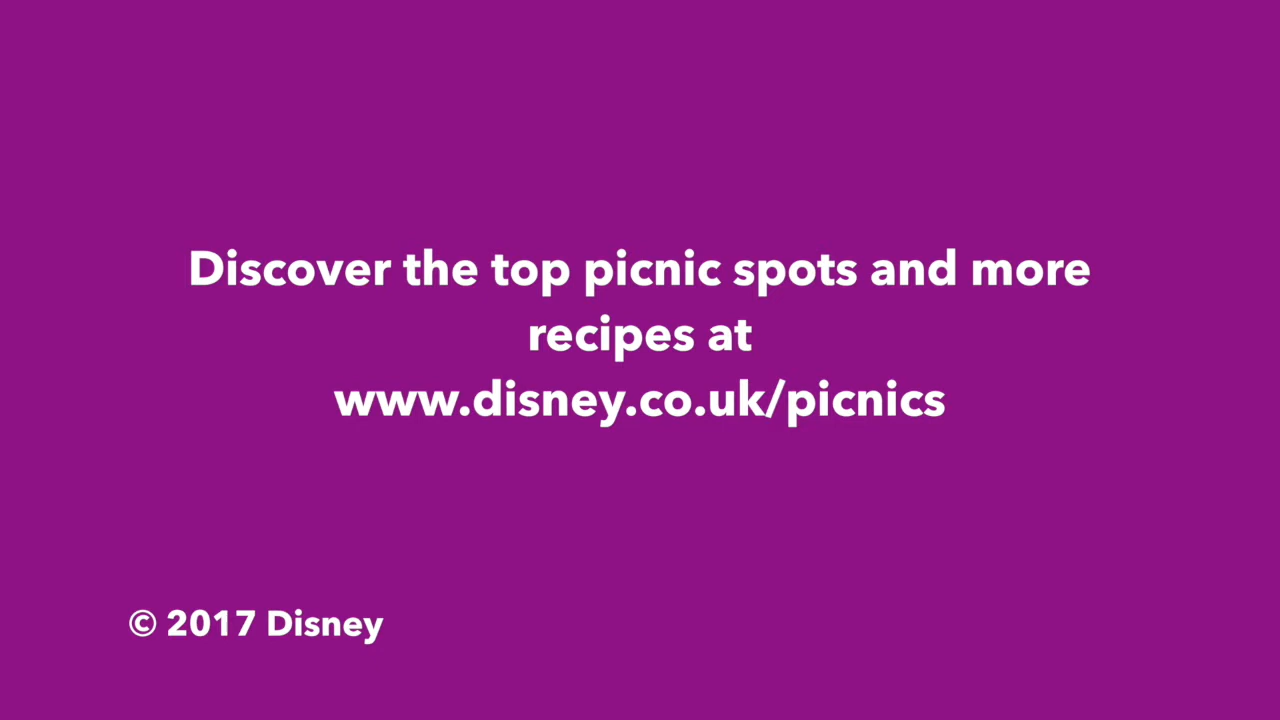 Discover the top picnic spots and more
recipes at
www.disney.co.uk/picnics
© 2017 Disney